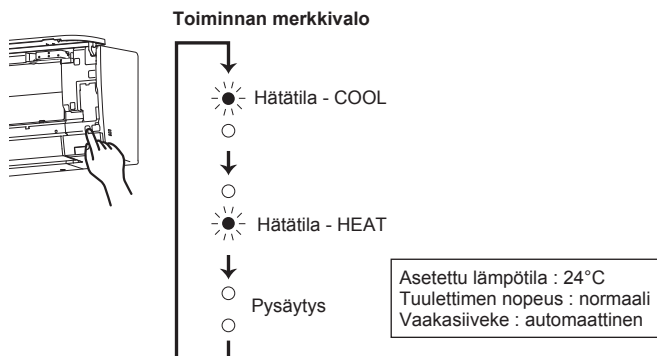 Toiminnan merkkivalo
Hätätila - COOL
Hätätila - HEAT
Pysäytys
Asetettu lämpötila : 24°C
Tuulettimen nopeus : normaali
Vaakasiiveke : automaattinen